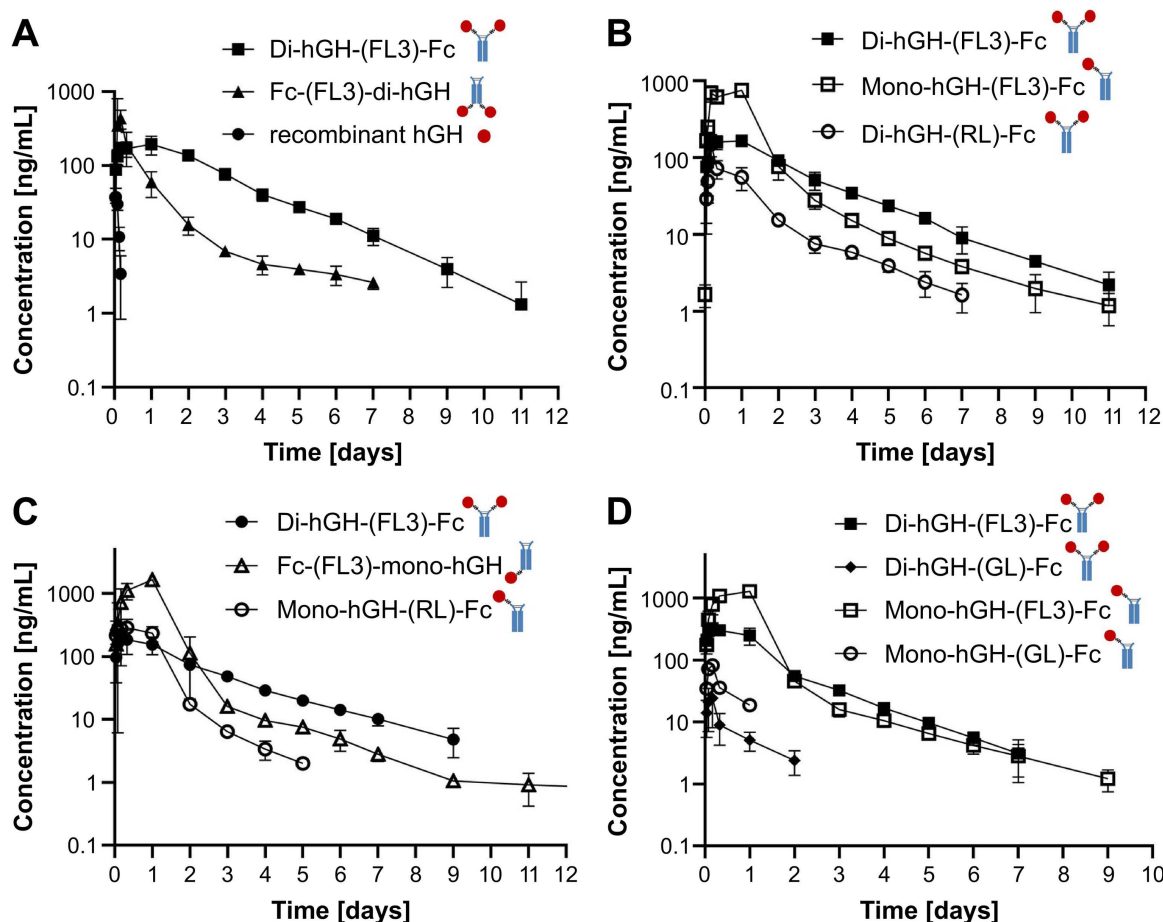 A
Di-hGH-(FL3)-Fc
Fc-(FL3)-di-hGH
recombinant hGH
Concentration [ng/mL]
1000
100
10
1
0.1
0 1 2 3 4 5 6 7 8 9 10 11 12
Time [days]
B
Di-hGH-(FL3)-Fc
Mono-hGH-(FL3)-Fc
Di-hGH-(RL)-Fc
Concentration [ng/mL]
1000
100
10
1
0.1
0 1 2 3 4 5 6 7 8 9 10 11 12
Time [days]
C
Di-hGH-(FL3)-Fc
Fc-(FL3)-mono-hGH
Mono-hGH-(RL)-Fc
Concentration [ng/mL]
1000
100
10
1
0.1
0 1 2 3 4 5 6 7 8 9 10 11 12
Time [days]
D
Di-hGH-(FL3)-Fc
Di-hGH-(GL)-Fc
Mono-hGH-(FL3)-Fc
Mono-hGH-(GL)-Fc
Concentration [ng/mL]
1000
100
10
1
0.1
0 1 2 3 4 5 6 7 8 9 10
Time [days]